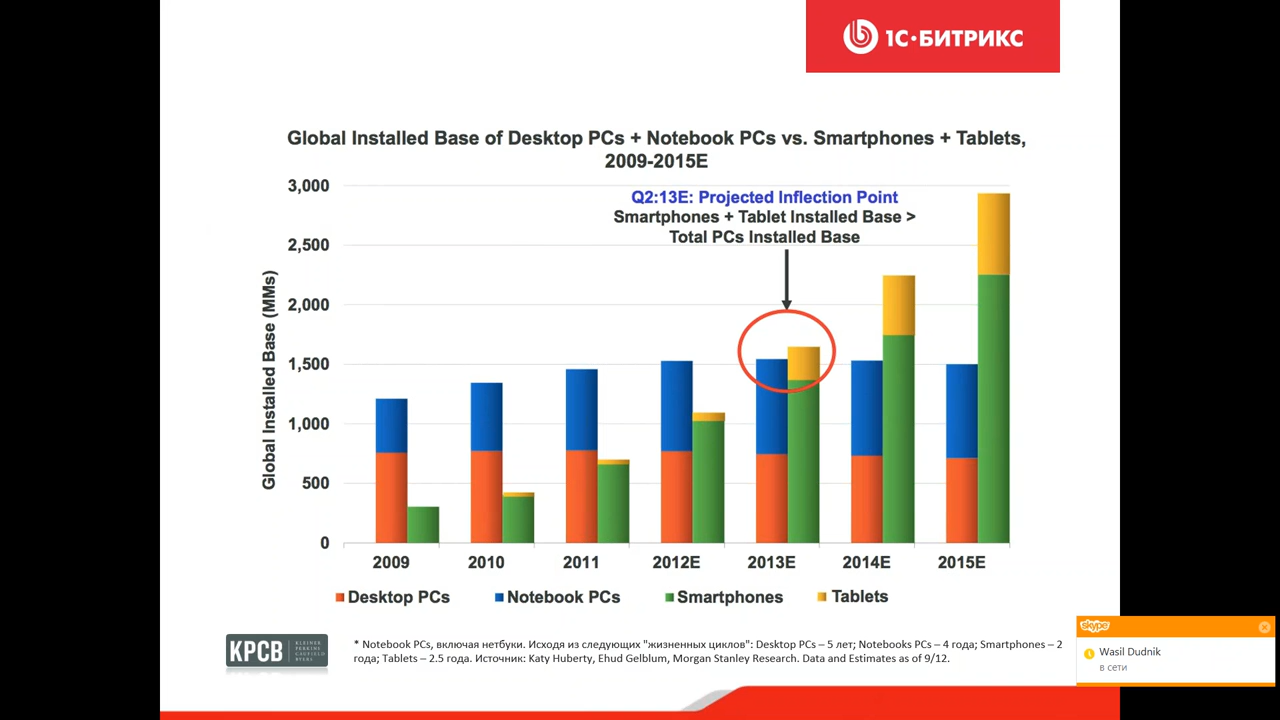 1С·БИТРИКС
Global Installed Base of Desktop PCs + Notebook PCs vs. Smartphones + Tablets,
2009-2015E
Q2:13E: Projected Inflection Point
Smartphones + Tablet Installed Base >
Total PCs Installed Base
Global Installed Base (MMs)
3,000
2,500
2,000
1,500
1,000
500
0
2009 2010 2011 2012E 2013E 2014E 2015E
Desktop PCs Notebook PCs Smartphones Tablets
KPCB
KLEINER
PERKINS
CAUFIELD
BYERS
* Notebook PCs, включая нетбуки. Исходя из следующих "жизненных циклов": Desktop PCs – 5 лет; Notebooks PCs – 4 года; Smartphones – 2
года; Tablets – 2.5 года. Источник: Katy Huberty, Ehud Gelblum, Morgan Stanley Research. Data and Estimates as of 9/12.
skype
Wasil Dudnik
в сети